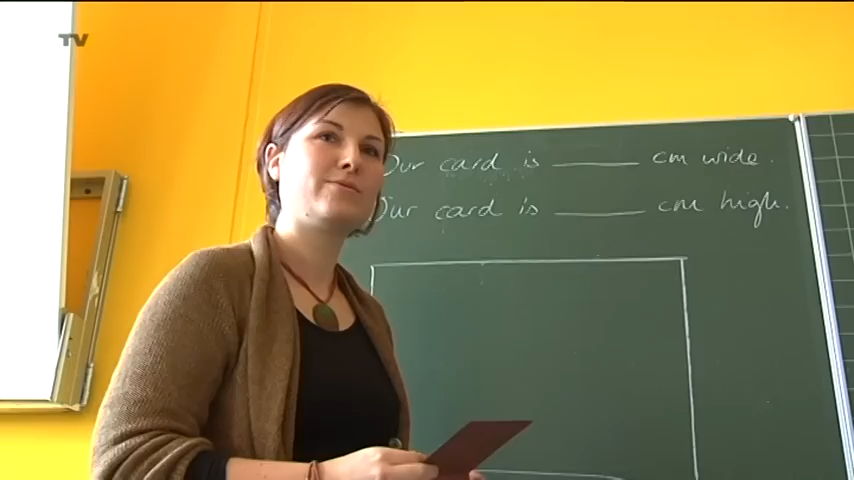 TV
Our card is ______ cm wide.
Our card is ______ cm high.